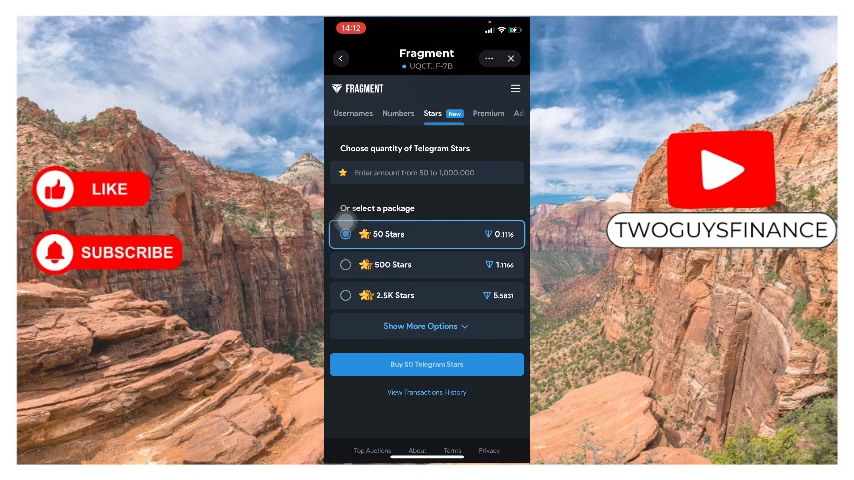 14:12
Fragment
UQCT...F-7B
FRAGMENT
Usernames Numbers Stars New Premium Ad
Choose quantity of Telegram Stars
Enter amount from 50 to 1,000,000
Or select a package
50 Stars 0.1116
500 Stars 1.1166
2.5K Stars 5.5831
Show More Options
Buy 50 Telegram Stars
View Transactions History
Top Auctions About Terms Privacy
LIKE
SUBSCRIBE
TWOGUYSFINANCE